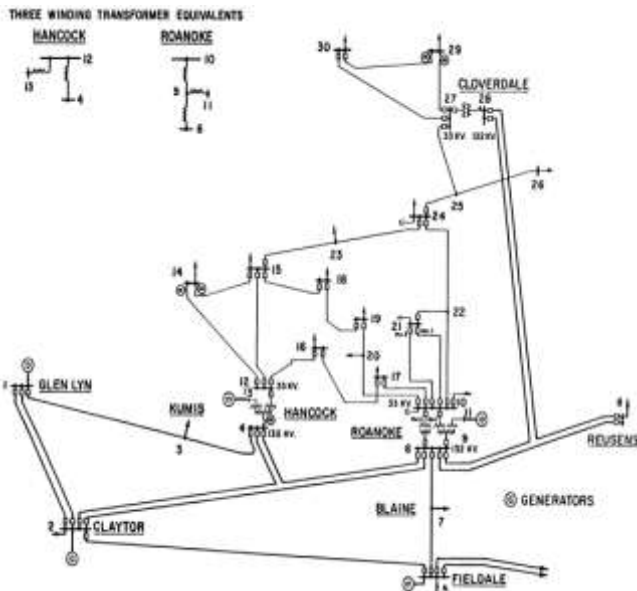 THREE WINDING TRANSFORMER EQUIVALENTS
HANCOCK
ROANOKE
12
13
4
10
9
11
6
30
29
CLOVERDALE
27
28
33 KV.
132 KV.
26
25
24
23
14
15
18
19
22
21
20
16
17
12
33 KV.
13
HANCOCK
33 KV.
10
11
1
GLEN LYN
KUMIS
3
4
132 KV.
ROANOKE
9
6
132 KV.
8
REUSENS
BLAINE
7
G GENERATORS
2
CLAYTOR
G
5
FIELDALE